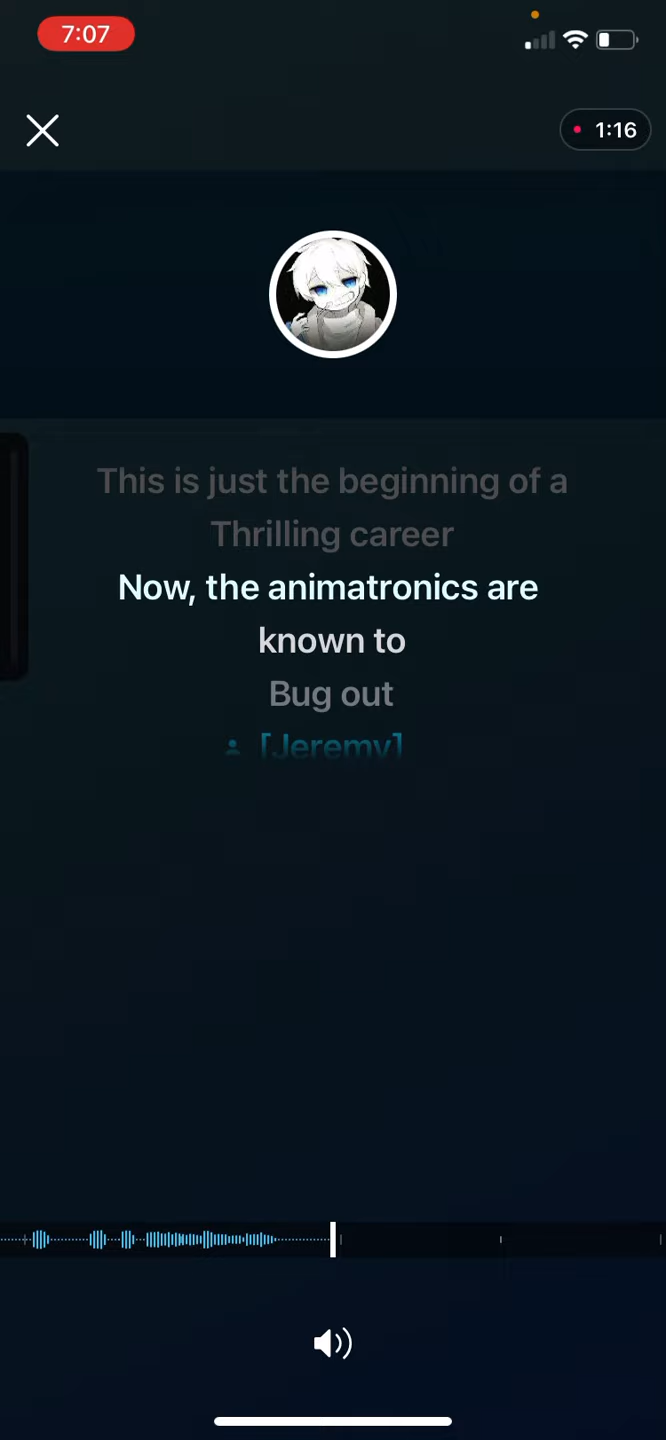 7:07
1:16
This is just the beginning of a
Thrilling career
Now, the animatronics are
known to
Bug out
[Jeremy]